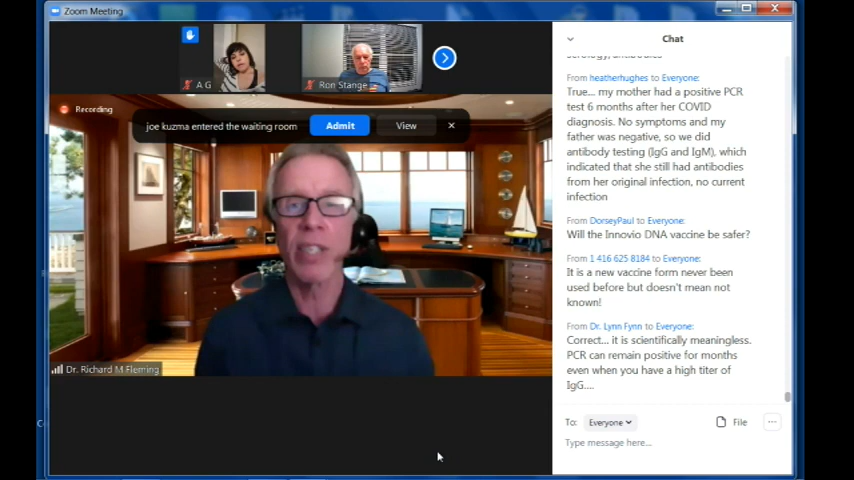 Zoom Meeting
A G
Ron Stange
Recording
joe kuzma entered the waiting room
Admit
View
Dr. Richard M Fleming
Chat
From heatherhughes to Everyone:
True... my mother had a positive PCR
test 6 months after her COVID
diagnosis. No symptoms and my
father was negative, so we did
antibody testing (IgG and IgM), which
indicated that she still had antibodies
from her original infection, no current
infection
From DorseyPaul to Everyone:
Will the Innovio DNA vaccine be safer?
From 1 416 625 8184 to Everyone:
It is a new vaccine form never been
used before but doesn't mean not
known!
From Dr. Lynn Fynn to Everyone:
Correct... it is scientifically meaningless.
PCR can remain positive for months
even when you have a high titer of
IgG....
To: Everyone
File
Type message here...